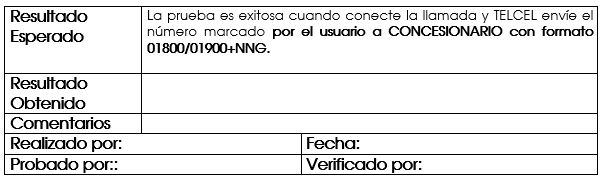 Resultado
Esperado
La prueba es exitosa cuando conecte la llamada y TELCEL envíe el
número marcado por el usuario a CONCESIONARIO con formato
01800/01900+NNG.
Resultado
Obtenido
Comentarios
Realizado por:
Fecha:
Probado por::
Verificado por: